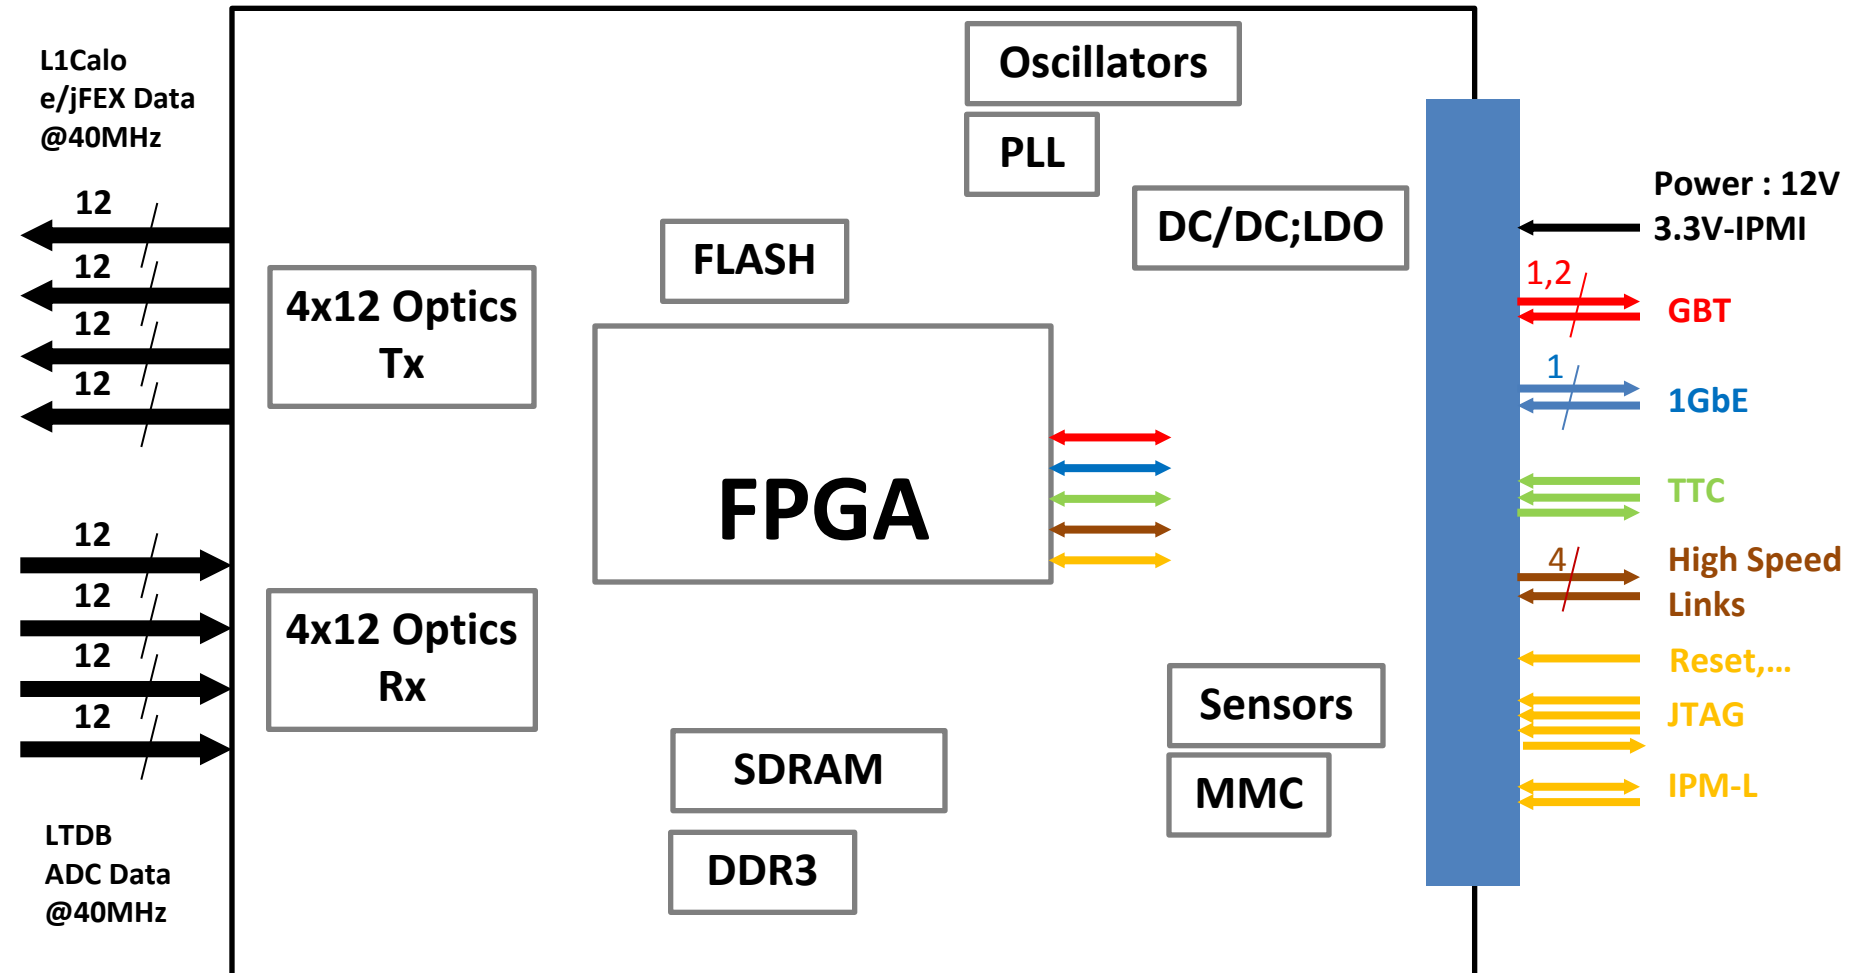 L1Calo
e/jFEX Data
@40MHz
12
12
12
12
12
12
12
12
LTDB
ADC Data
@40MHz
4x12 Optics
Tx
4x12 Optics
Rx
Oscillators
PLL
DC/DC;LDO
FLASH
FPGA
SDRAM
DDR3
Sensors
MMC
Power : 12V
3.3V-IPMI
1,2
GBT
1
1GbE
TTC
4
High Speed
Links
Reset,...
JTAG
IPM-L